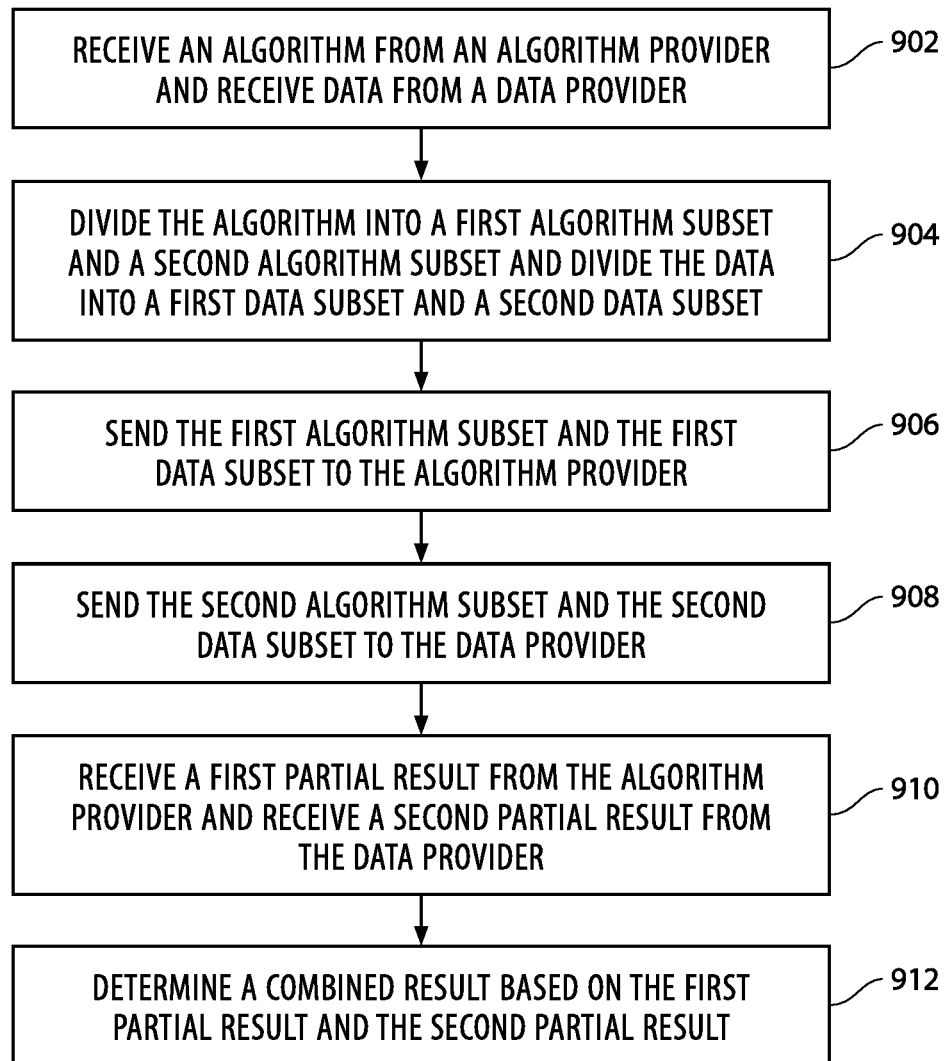 RECEIVE AN ALGORITHM FROM AN ALGORITHM PROVIDER
AND RECEIVE DATA FROM A DATA PROVIDER
902
DIVIDE THE ALGORITHM INTO A FIRST ALGORITHM SUBSET
AND A SECOND ALGORITHM SUBSET AND DIVIDE THE DATA
INTO A FIRST DATA SUBSET AND A SECOND DATA SUBSET
904
SEND THE FIRST ALGORITHM SUBSET AND THE FIRST
DATA SUBSET TO THE ALGORITHM PROVIDER
906
SEND THE SECOND ALGORITHM SUBSET AND THE SECOND
DATA SUBSET TO THE DATA PROVIDER
908
RECEIVE A FIRST PARTIAL RESULT FROM THE ALGORITHM
PROVIDER AND RECEIVE A SECOND PARTIAL RESULT FROM
THE DATA PROVIDER
910
DETERMINE A COMBINED RESULT BASED ON THE FIRST
PARTIAL RESULT AND THE SECOND PARTIAL RESULT
912